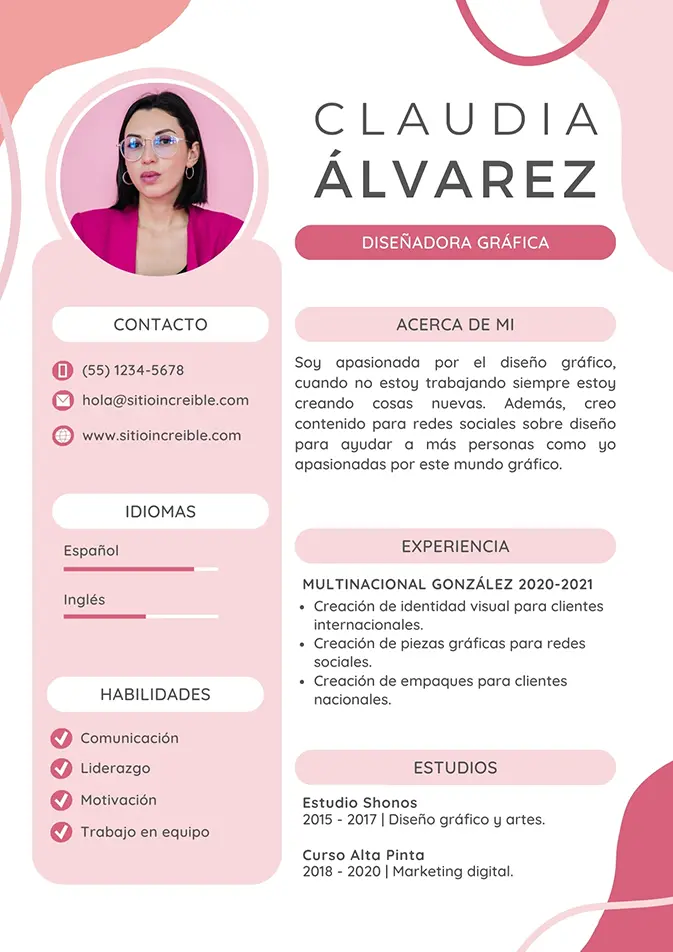 CLAUDIA
ÁLVAREZ
DISEÑADORA GRÁFICA
CONTACTO
(55) 1234-5678
hola@sitioincreible.com
www.sitioincreible.com
IDIOMAS
Español
Inglés
HABILIDADES
Comunicación
Liderazgo
Motivación
Trabajo en equipo
ACERCA DE MI
Soy apasionada por el diseño gráfico,
cuando no estoy trabajando siempre estoy
creando cosas nuevas. Además, creo
contenido para redes sociales sobre diseño
para ayudar a más personas como yo
apasionadas por este mundo gráfico.
EXPERIENCIA
MULTINACIONAL GONZÁLEZ 2020-2021
• Creación de identidad visual para clientes
internacionales.
• Creación de piezas gráficas para redes
sociales.
• Creación de empaques para clientes
nacionales.
ESTUDIOS
Estudio Shonos
2015 - 2017 | Diseño gráfico y artes.
Curso Alta Pinta
2018 - 2020 | Marketing digital.